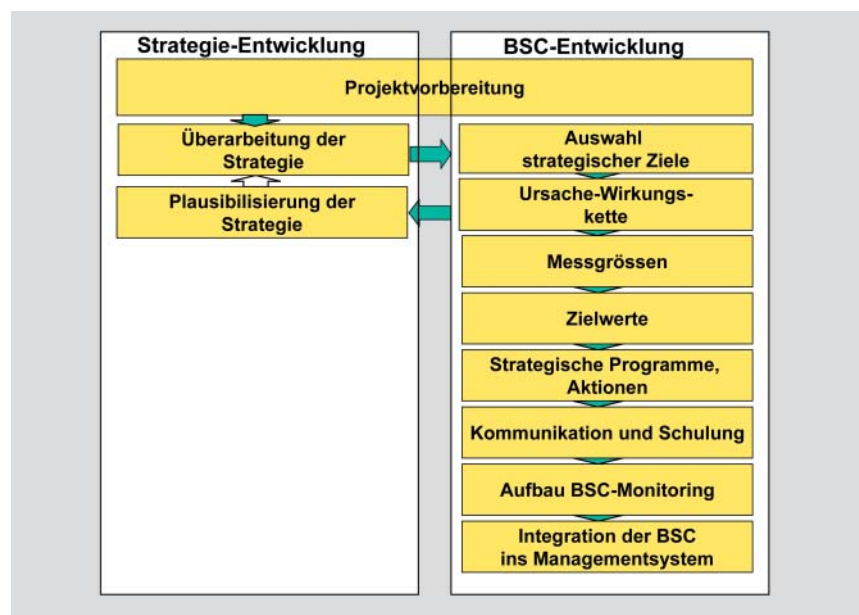 Strategie-Entwicklung
BSC-Entwicklung
Projektvorbereitung
Überarbeitung der
Strategie
Plausibilisierung der
Strategie
Auswahl
strategischer Ziele
Ursache-Wirkungs-
kette
Messgrössen
Zielwerte
Strategische Programme,
Aktionen
Kommunikation und Schulung
Aufbau BSC-Monitoring
Integration der BSC
ins Managementsystem